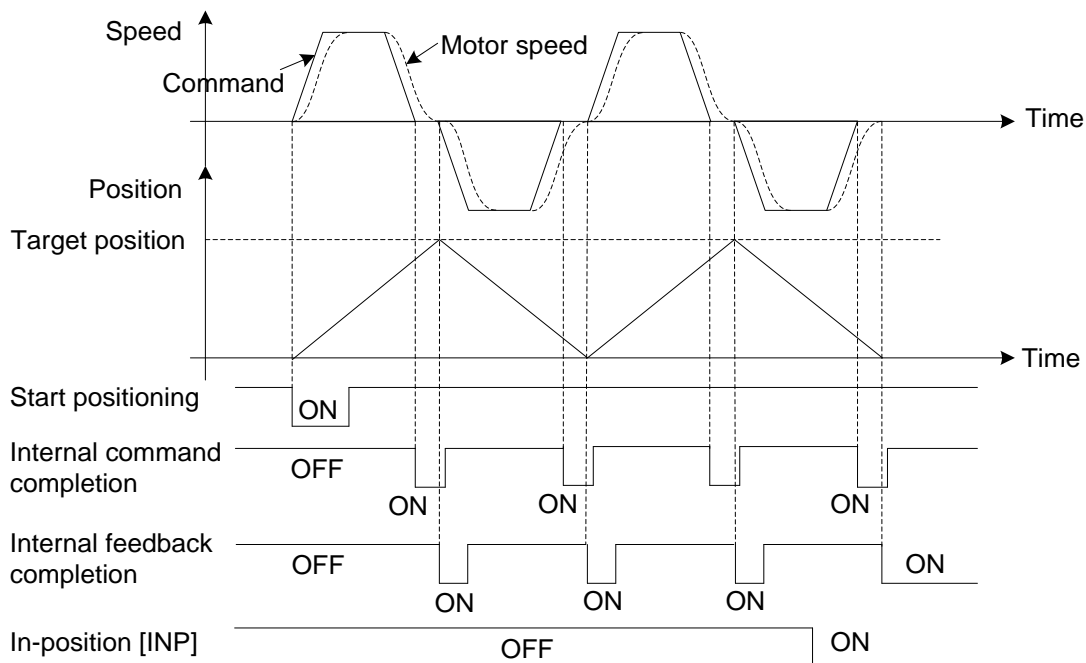 Speed
Motor speed
Command
Time
Position
Target position
Time
Start positioning
ON
Internal command
completion
OFF
ON
ON
ON
Internal feedback
completion
OFF
ON
ON
ON
ON
In-position [INP]
OFF
ON